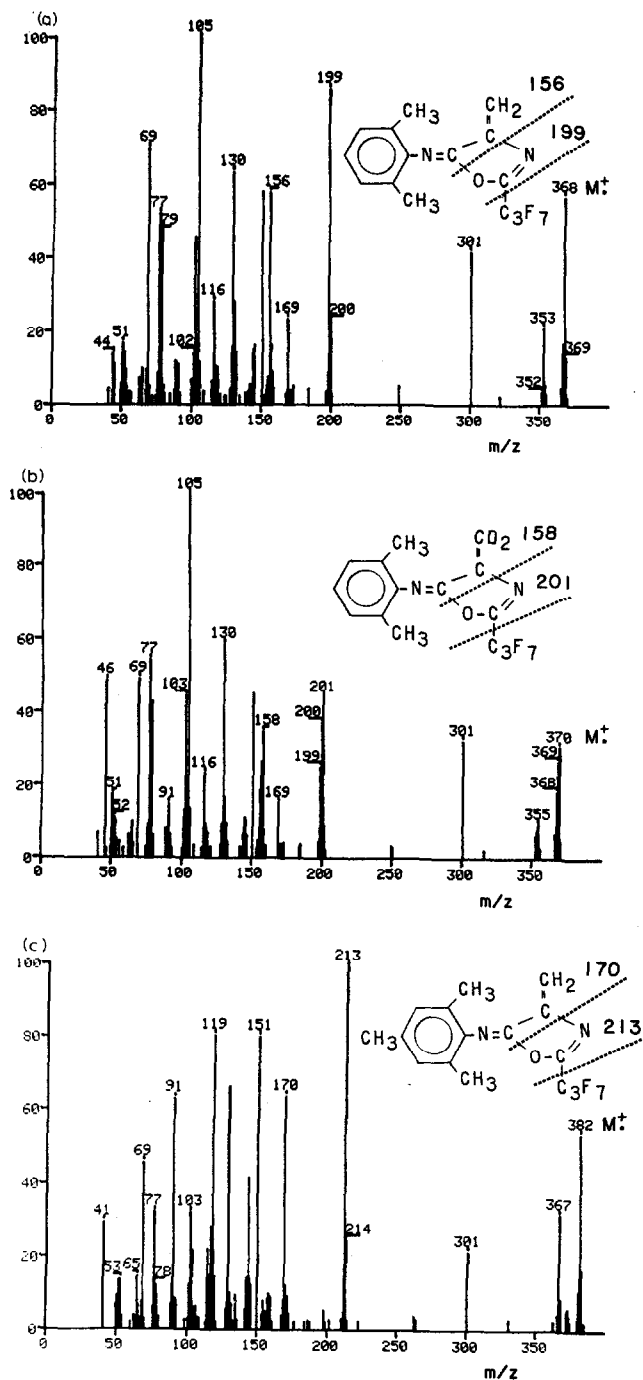 (a)
105
100
199
CH2
156
CH3
69
199
80
N=C
C
N
130
O-C
60
77
156
CH3
C3F7
368 M+.
79
301
40
116
353
102
169
200
20
51
44
352
369
0
0 50 100 150 200 250 300 350
m/z
(b)
105
100
CD2 158
CH3
80
C
N=C
N
201
O-C
60
130
CH3
77
C3F7
46
69
103
201
158
200
370 M+.
40
301
369
116
199
368
20
51
91
169
52
355
0
0 50 100 150 200 250 300 350
m/z
(c)
213
100
170
CH3
CH2
119
151
C
80
CH3
N=C
N
213
91
170
O-C
60
CH3
C3F7
69
382 M+.
40
77
103
41
367
214
301
20
53
65
78
0
0 50 100 150 200 250 300 350
m/z